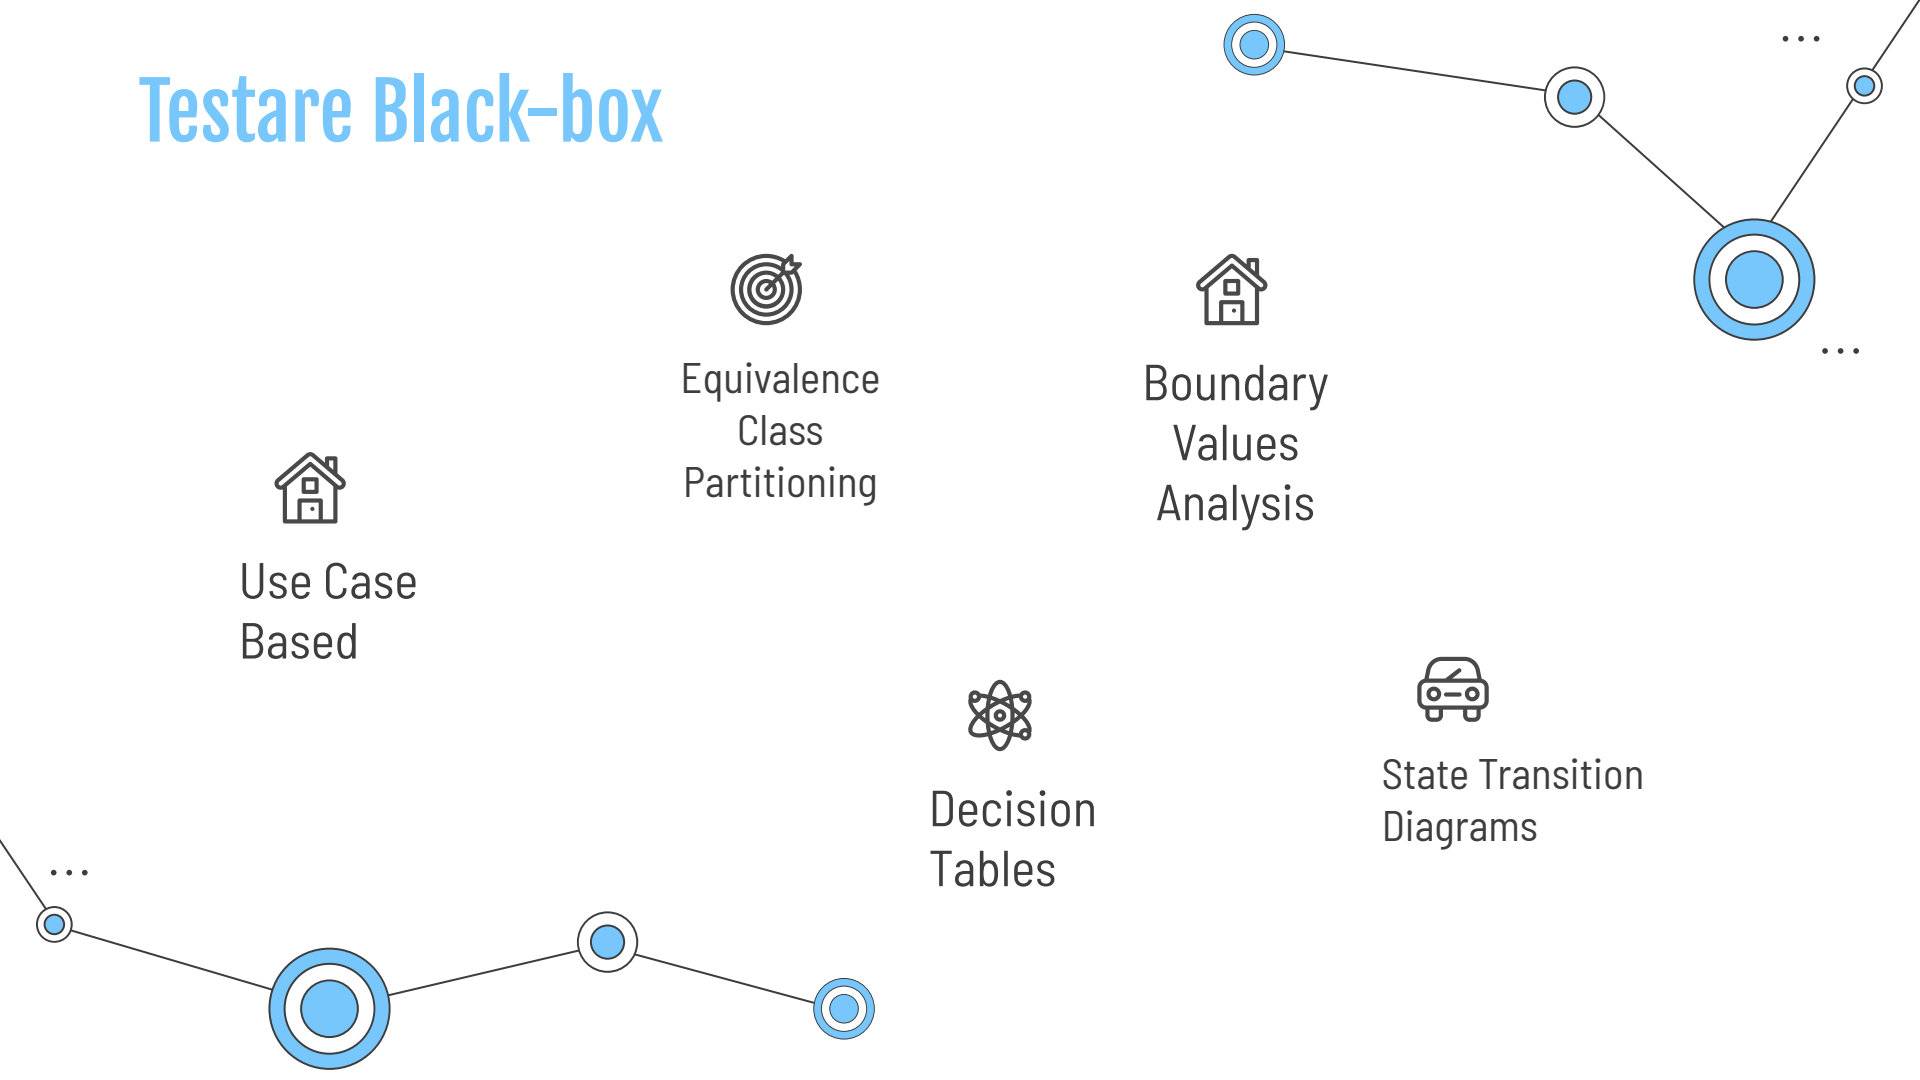 Testare Black-box
Equivalence
Class
Partitioning
Boundary
Values
Analysis
Use Case
Based
Decision
Tables
State Transition
Diagrams